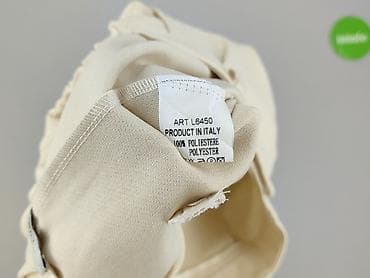 ART. L6450
PRODUCT IN ITALY
100% POLIESTERE
POLYESTER